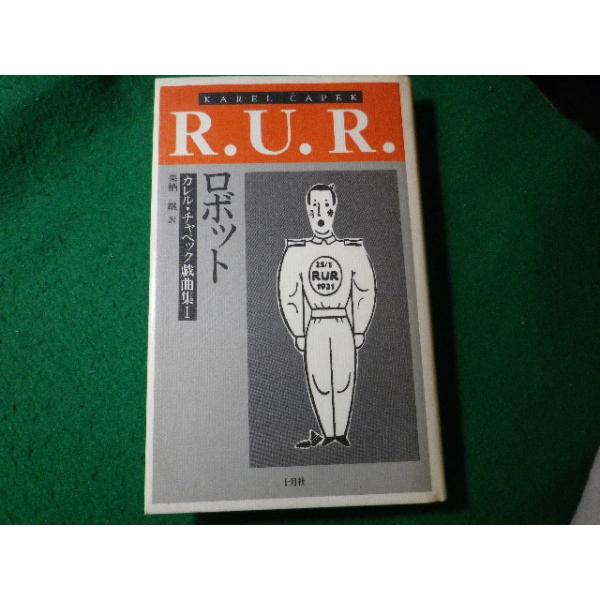 KAREL ČAPEK
R.U.R.
ロボット
カレル・チャペック戯曲集I
栗栖 継 訳
25/I
RUR
1921
十月社